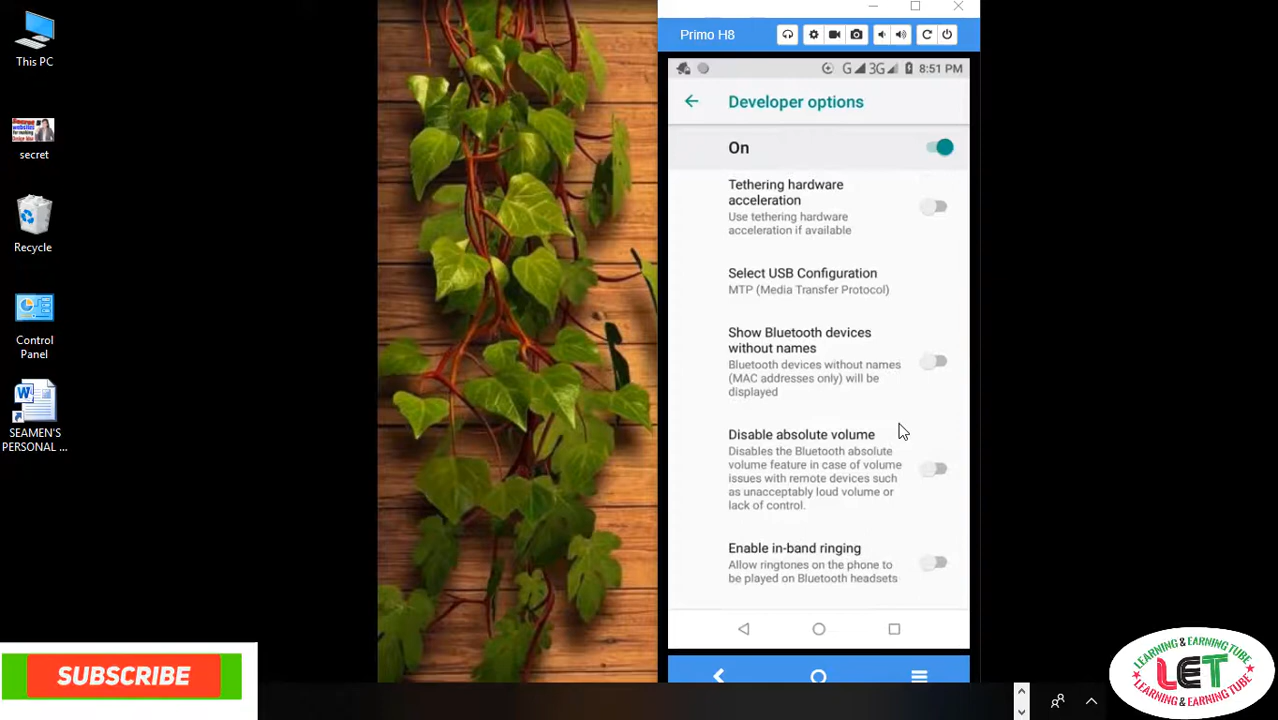 This PC
secret
Recycle
Control
Panel
SEAMEN'S
PERSONAL ...
Primo H8
G 3G 8:51 PM
Developer options
On
Tethering hardware
acceleration
Use tethering hardware
acceleration if available
Select USB Configuration
MTP (Media Transfer Protocol)
Show Bluetooth devices
without names
Bluetooth devices without names
(MAC addresses only) will be
displayed
Disable absolute volume
Disables the Bluetooth absolute
volume feature in case of volume
issues with remote devices such
as unacceptably loud volume or
lack of control.
Enable in-band ringing
Allow ringtones on the phone to
be played on Bluetooth headsets
SUBSCRIBE
LEARNING & EARNING TUBE
LET
LEARNING & EARNING TUBE